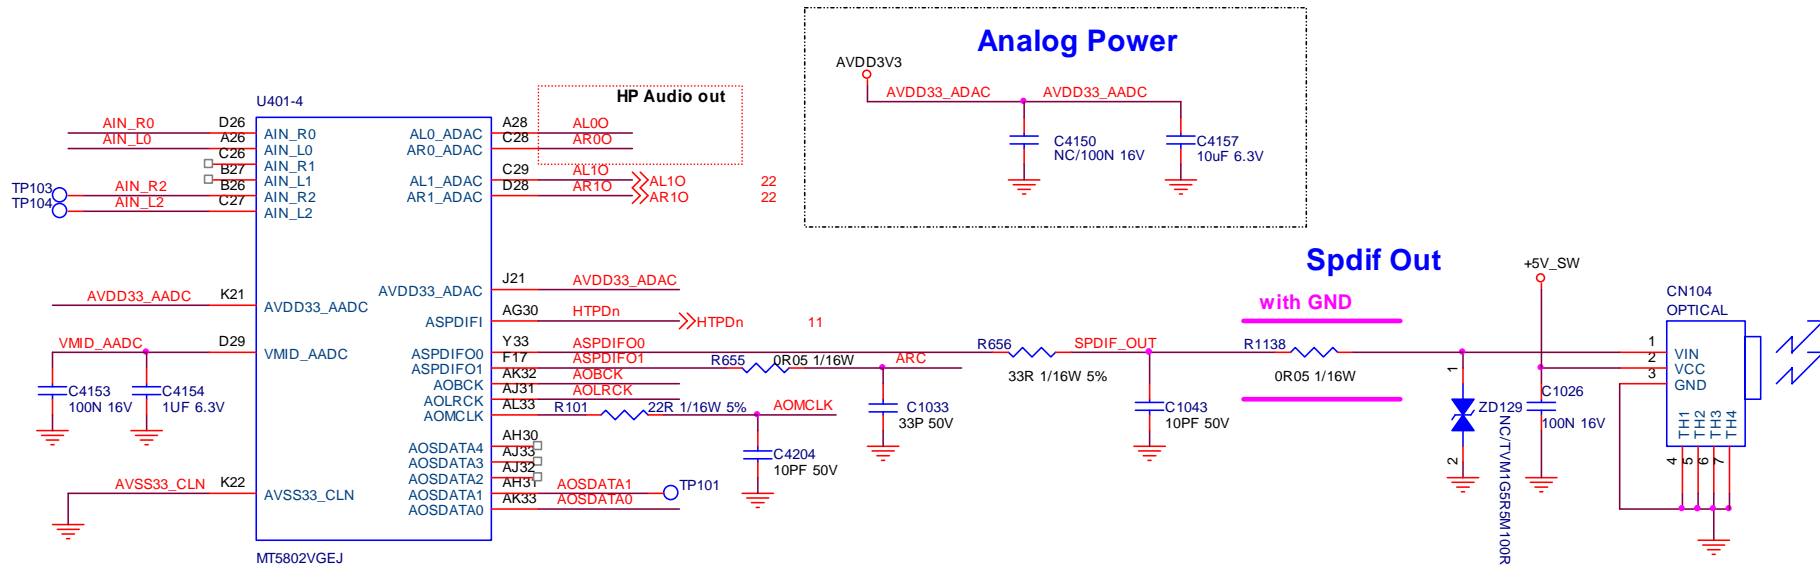 Analog Power
AVDD3V3
AVDD33_ADAC
AVDD33_AADC
C4150
NC/100N 16V
C4157
10uF 6.3V
U401-4
HP Audio out
AIN_R0
D26
AIN_R0
AIN_L0
A26
AIN_L0
C26
AIN_R1
B27
AIN_L1
TP103
AIN_R2
B26
AIN_R2
TP104
AIN_L2
C27
AIN_L2
AL0_ADAC
A28
AL0O
AR0_ADAC
C28
AR0O
AL1_ADAC
C29
AL1O
AL1O
22
AR1_ADAC
D28
AR1O
AR1O
22
AVDD33_AADC
K21
AVDD33_AADC
AVDD33_ADAC
J21
AVDD33_ADAC
ASPDIFI
AG30
HTPDn
HTPDn
11
VMID_AADC
D29
VMID_AADC
C4153
100N 16V
C4154
1UF 6.3V
ASPDIFO0
Y33
ASPDIFO0
ASPDIFO1
F17
ASPDIFO1
R655
0R05 1/16W
ARC
AOBCK
AK32
AOBCK
AOLRCK
AJ31
AOLRCK
AOMCLK
AL33
R101
22R 1/16W 5%
AOMCLK
C1033
33P 50V
C4204
10PF 50V
AOSDATA4
AH30
AOSDATA3
AJ33
AOSDATA2
AJ32
AOSDATA1
AH31
AOSDATA1
TP101
AOSDATA0
AK33
AOSDATA0
AVSS33_CLN
K22
AVSS33_CLN
MT5802VGEJ
Spdif Out
with GND
R656
33R 1/16W 5%
SPDIF_OUT
R1138
0R05 1/16W
C1043
10PF 50V
+5V_SW
1
2
ZD129
NC/TVM1G5R5M100R
C1026
100N 16V
CN104
OPTICAL
1
VIN
2
VCC
3
GND
TH1
TH2
TH3
TH4
4
5
6
7